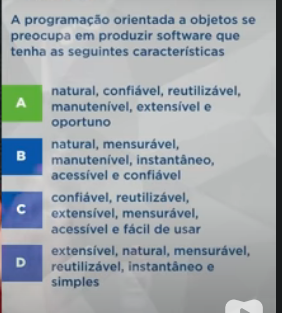 A programação orientada a objetos se
preocupa em produzir software que
tenha as seguintes características
A
natural, confiável, reutilizável,
manutenível, extensível e
oportuno
B
natural, mensurável,
manutenível, instantâneo,
acessível e confiável
C
confiável, reutilizável,
extensível, mensurável,
acessível e fácil de usar
D
extensível, natural, mensurável,
reutilizável, instantâneo e
simples